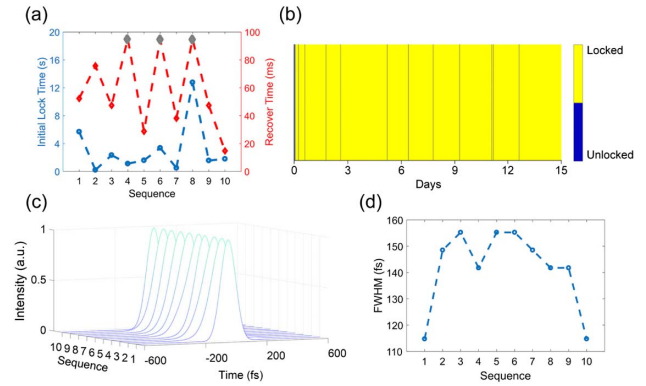 (a)
20
16
12
8
4
0
Initial Lock Time (s)
100
80
60
40
20
0
Recover Time (ms)
1 2 3 4 5 6 7 8 9 10
Sequence
(b)
0 3 6 9 12 15
Days
Locked
Unlocked
(c)
1
0.5
0
Intensity (a.u.)
10 9 8 7 6 5 4 3 2 1
Sequence
-600 -200 200 600
Time (fs)
(d)
160
150
140
130
120
110
FWHM (fs)
1 2 3 4 5 6 7 8 9 10
Sequence